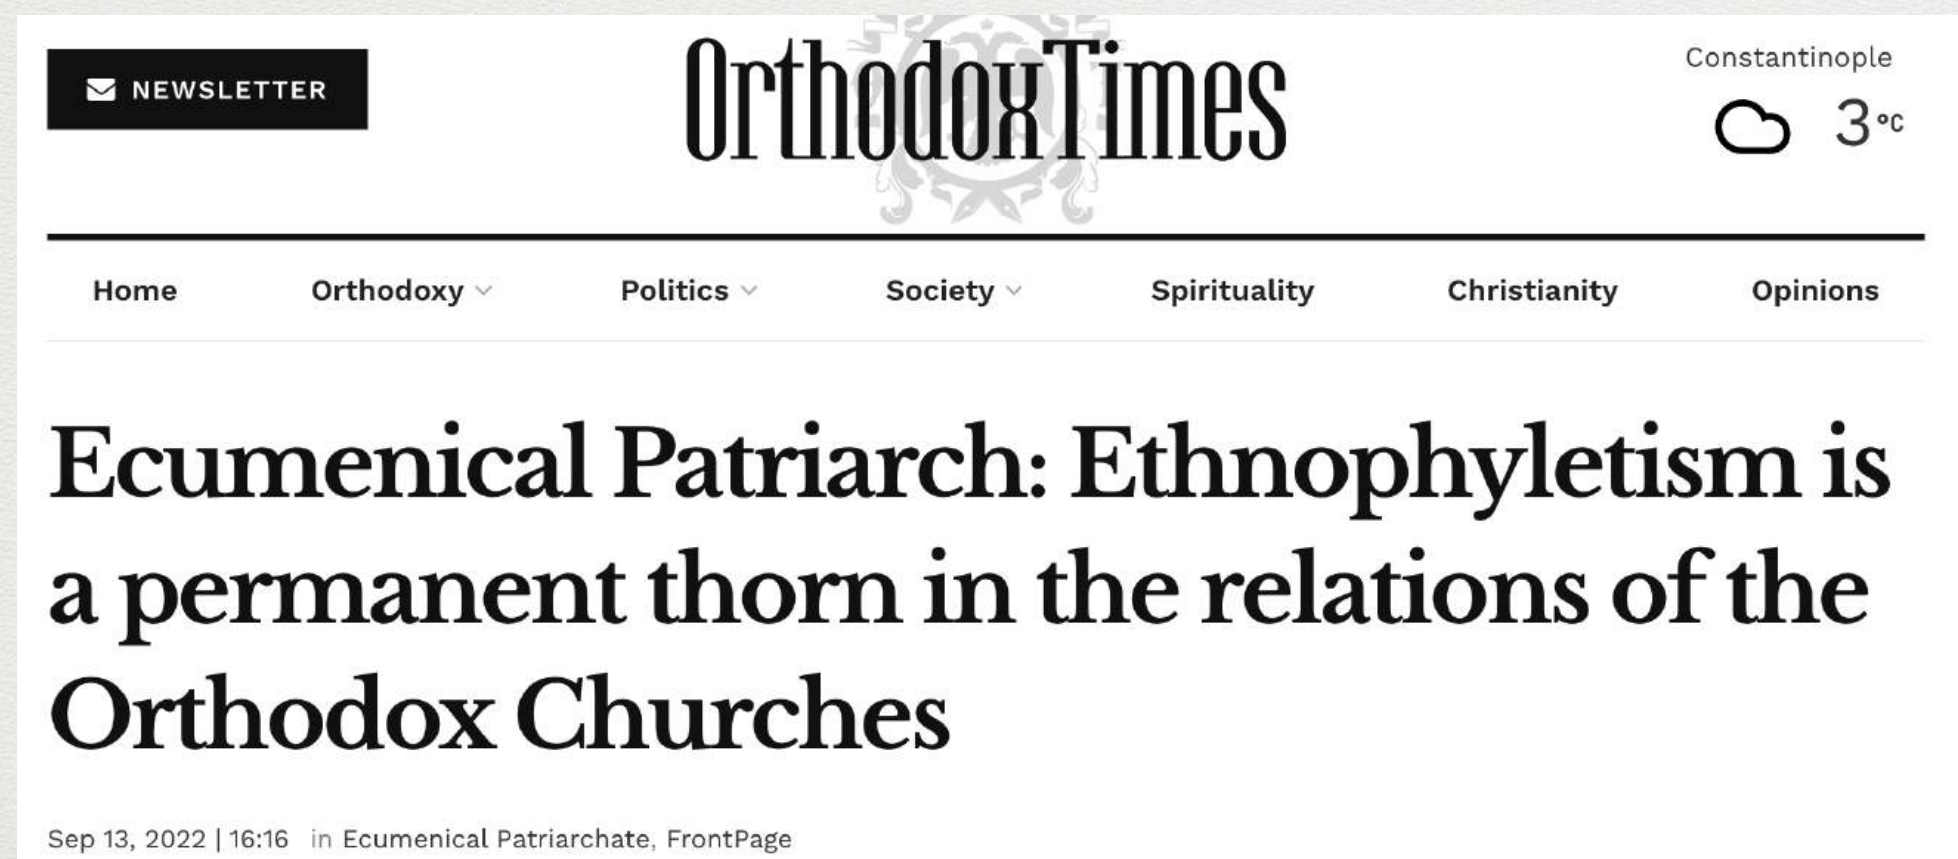 NEWSLETTER
OrthodoxTimes
Constantinople
3 °C
Home Orthodoxy Politics Society Spirituality Christianity Opinions
Ecumenical Patriarch: Ethnophyletism is
a permanent thorn in the relations of the
Orthodox Churches
Sep 13, 2022 | 16:16 in Ecumenical Patriarchate, FrontPage